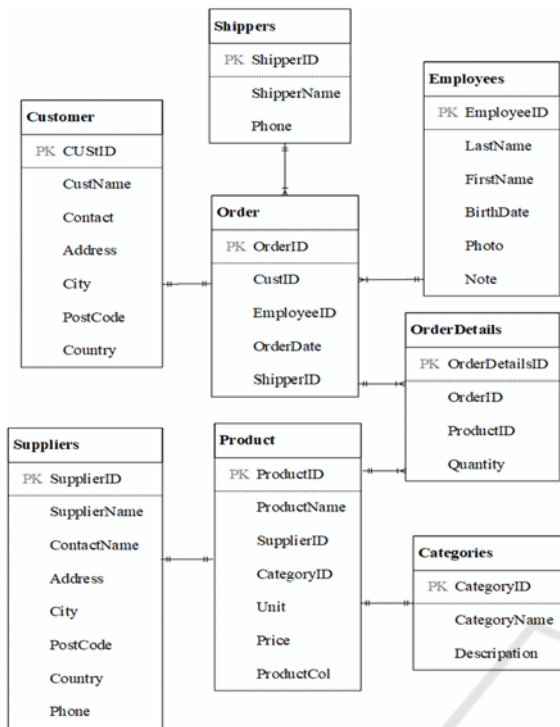 Shippers
PK ShipperID
ShipperName
Phone
Employees
PK EmployeeID
LastName
FirstName
BirthDate
Photo
Note
Customer
PK CUStID
CustName
Contact
Address
City
PostCode
Country
Order
PK OrderID
CustID
EmployeeID
OrderDate
ShipperID
OrderDetails
PK OrderDetailsID
OrderID
ProductID
Quantity
Suppliers
PK SupplierID
SupplierName
ContactName
Address
City
PostCode
Country
Phone
Product
PK ProductID
ProductName
SupplierID
CategoryID
Unit
Price
ProductCol
Categories
PK CategoryID
CategoryName
Descripation